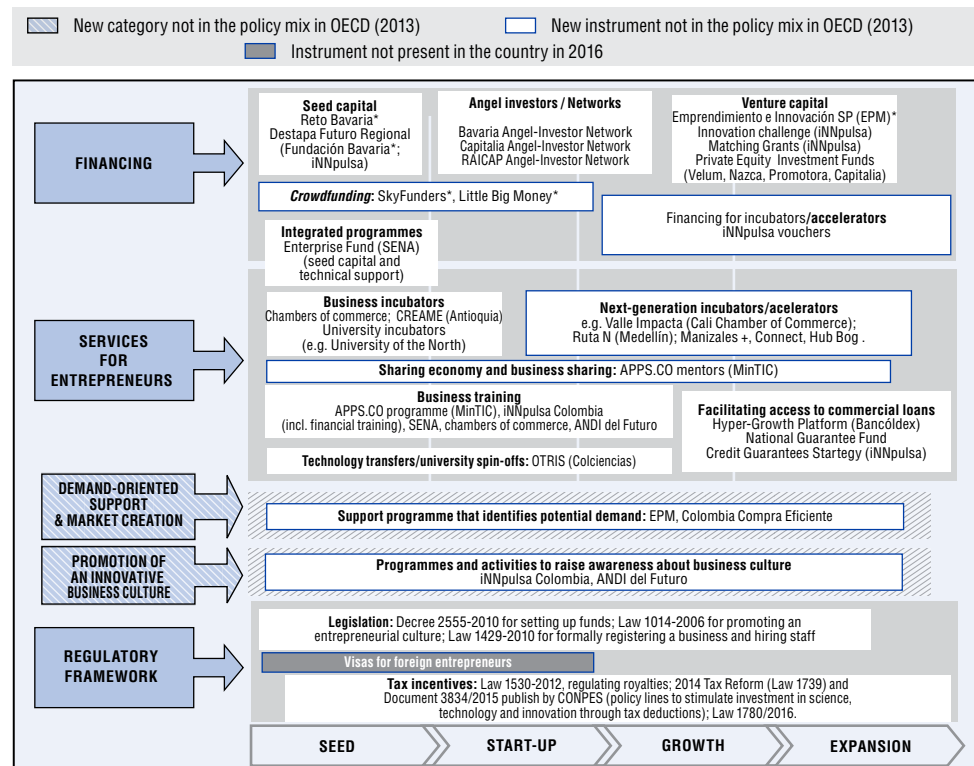 New category not in the policy mix in OECD (2013)
New instrument not in the policy mix in OECD (2013)
Instrument not present in the country in 2016
FINANCING
Seed capital
Reto Bavaria*
Destapa Futuro Regional
(Fundación Bavaria*;
iNNpulsa)
Angel investors / Networks
Bavaria Angel-Investor Network
Capitalia Angel-Investor Network
RAICAP Angel-Investor Network
Venture capital
Emprendimiento e Innovación SP (EPM)*
Innovation challenge (iNNpulsa)
Matching Grants (iNNpulsa)
Private Equity Investment Funds
(Velum, Nazca, Promotora, Capitalia)
Crowdfunding: SkyFunders*, Little Big Money*
Financing for incubators/accelerators
iNNpulsa vouchers
Integrated programmes
Enterprise Fund (SENA)
(seed capital and
technical support)
SERVICES
FOR
ENTREPRENEURS
Business incubators
Chambers of commerce; CREAME (Antioquia)
University incubators
(e.g. University of the North)
Next-generation incubators/acelerators
e.g. Valle Impacta (Cali Chamber of Commerce);
Ruta N (Medellín); Manizales +, Connect, Hub Bog .
Sharing economy and business sharing: APPS.CO mentors (MinTIC)
Business training
APPS.CO programme (MinTIC), iNNpulsa Colombia
(incl. financial training), SENA, chambers of commerce, ANDI del Futuro
Facilitating access to commercial loans
Hyper-Growth Platform (Bancóldex)
National Guarantee Fund
Credit Guarantees Startegy (iNNpulsa)
Technology transfers/university spin-offs: OTRIS (Colciencias)
DEMAND-ORIENTED
SUPPORT
& MARKET CREATION
Support programme that identifies potential demand: EPM, Colombia Compra Eficiente
PROMOTION OF
AN INNOVATIVE
BUSINESS CULTURE
Programmes and activities to raise awareness about business culture
iNNpulsa Colombia, ANDI del Futuro
REGULATORY
FRAMEWORK
Legislation: Decree 2555-2010 for setting up funds; Law 1014-2006 for promoting an
entrepreneurial culture; Law 1429-2010 for formally registering a business and hiring staff
Visas for foreign entrepreneurs
Tax incentives: Law 1530-2012, regulating royalties; 2014 Tax Reform (Law 1739) and
Document 3834/2015 publish by CONPES (policy lines to stimulate investment in science,
technology and innovation through tax deductions); Law 1780/2016.
SEED
START-UP
GROWTH
EXPANSION